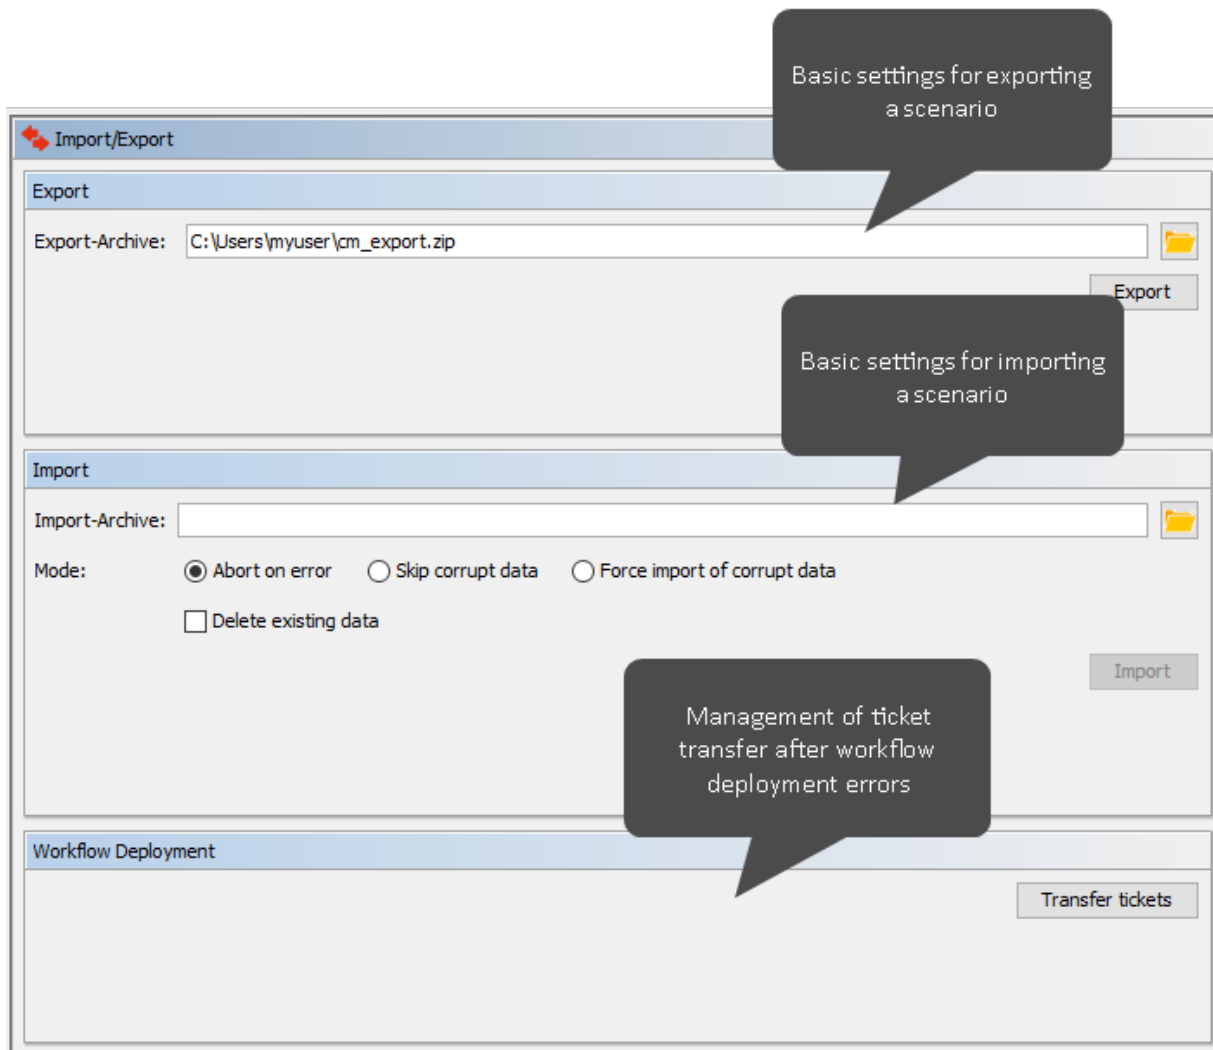 Basic settings for exporting
a scenario
Import/Export
Export
Export-Archive: C:\Users\myuser\cm_export.zip
Export
Basic settings for importing
a scenario
Import
Import-Archive:
Mode: Abort on error Skip corrupt data Force import of corrupt data
Delete existing data
Import
Management of ticket
transfer after workflow
deployment errors
Workflow Deployment
Transfer tickets